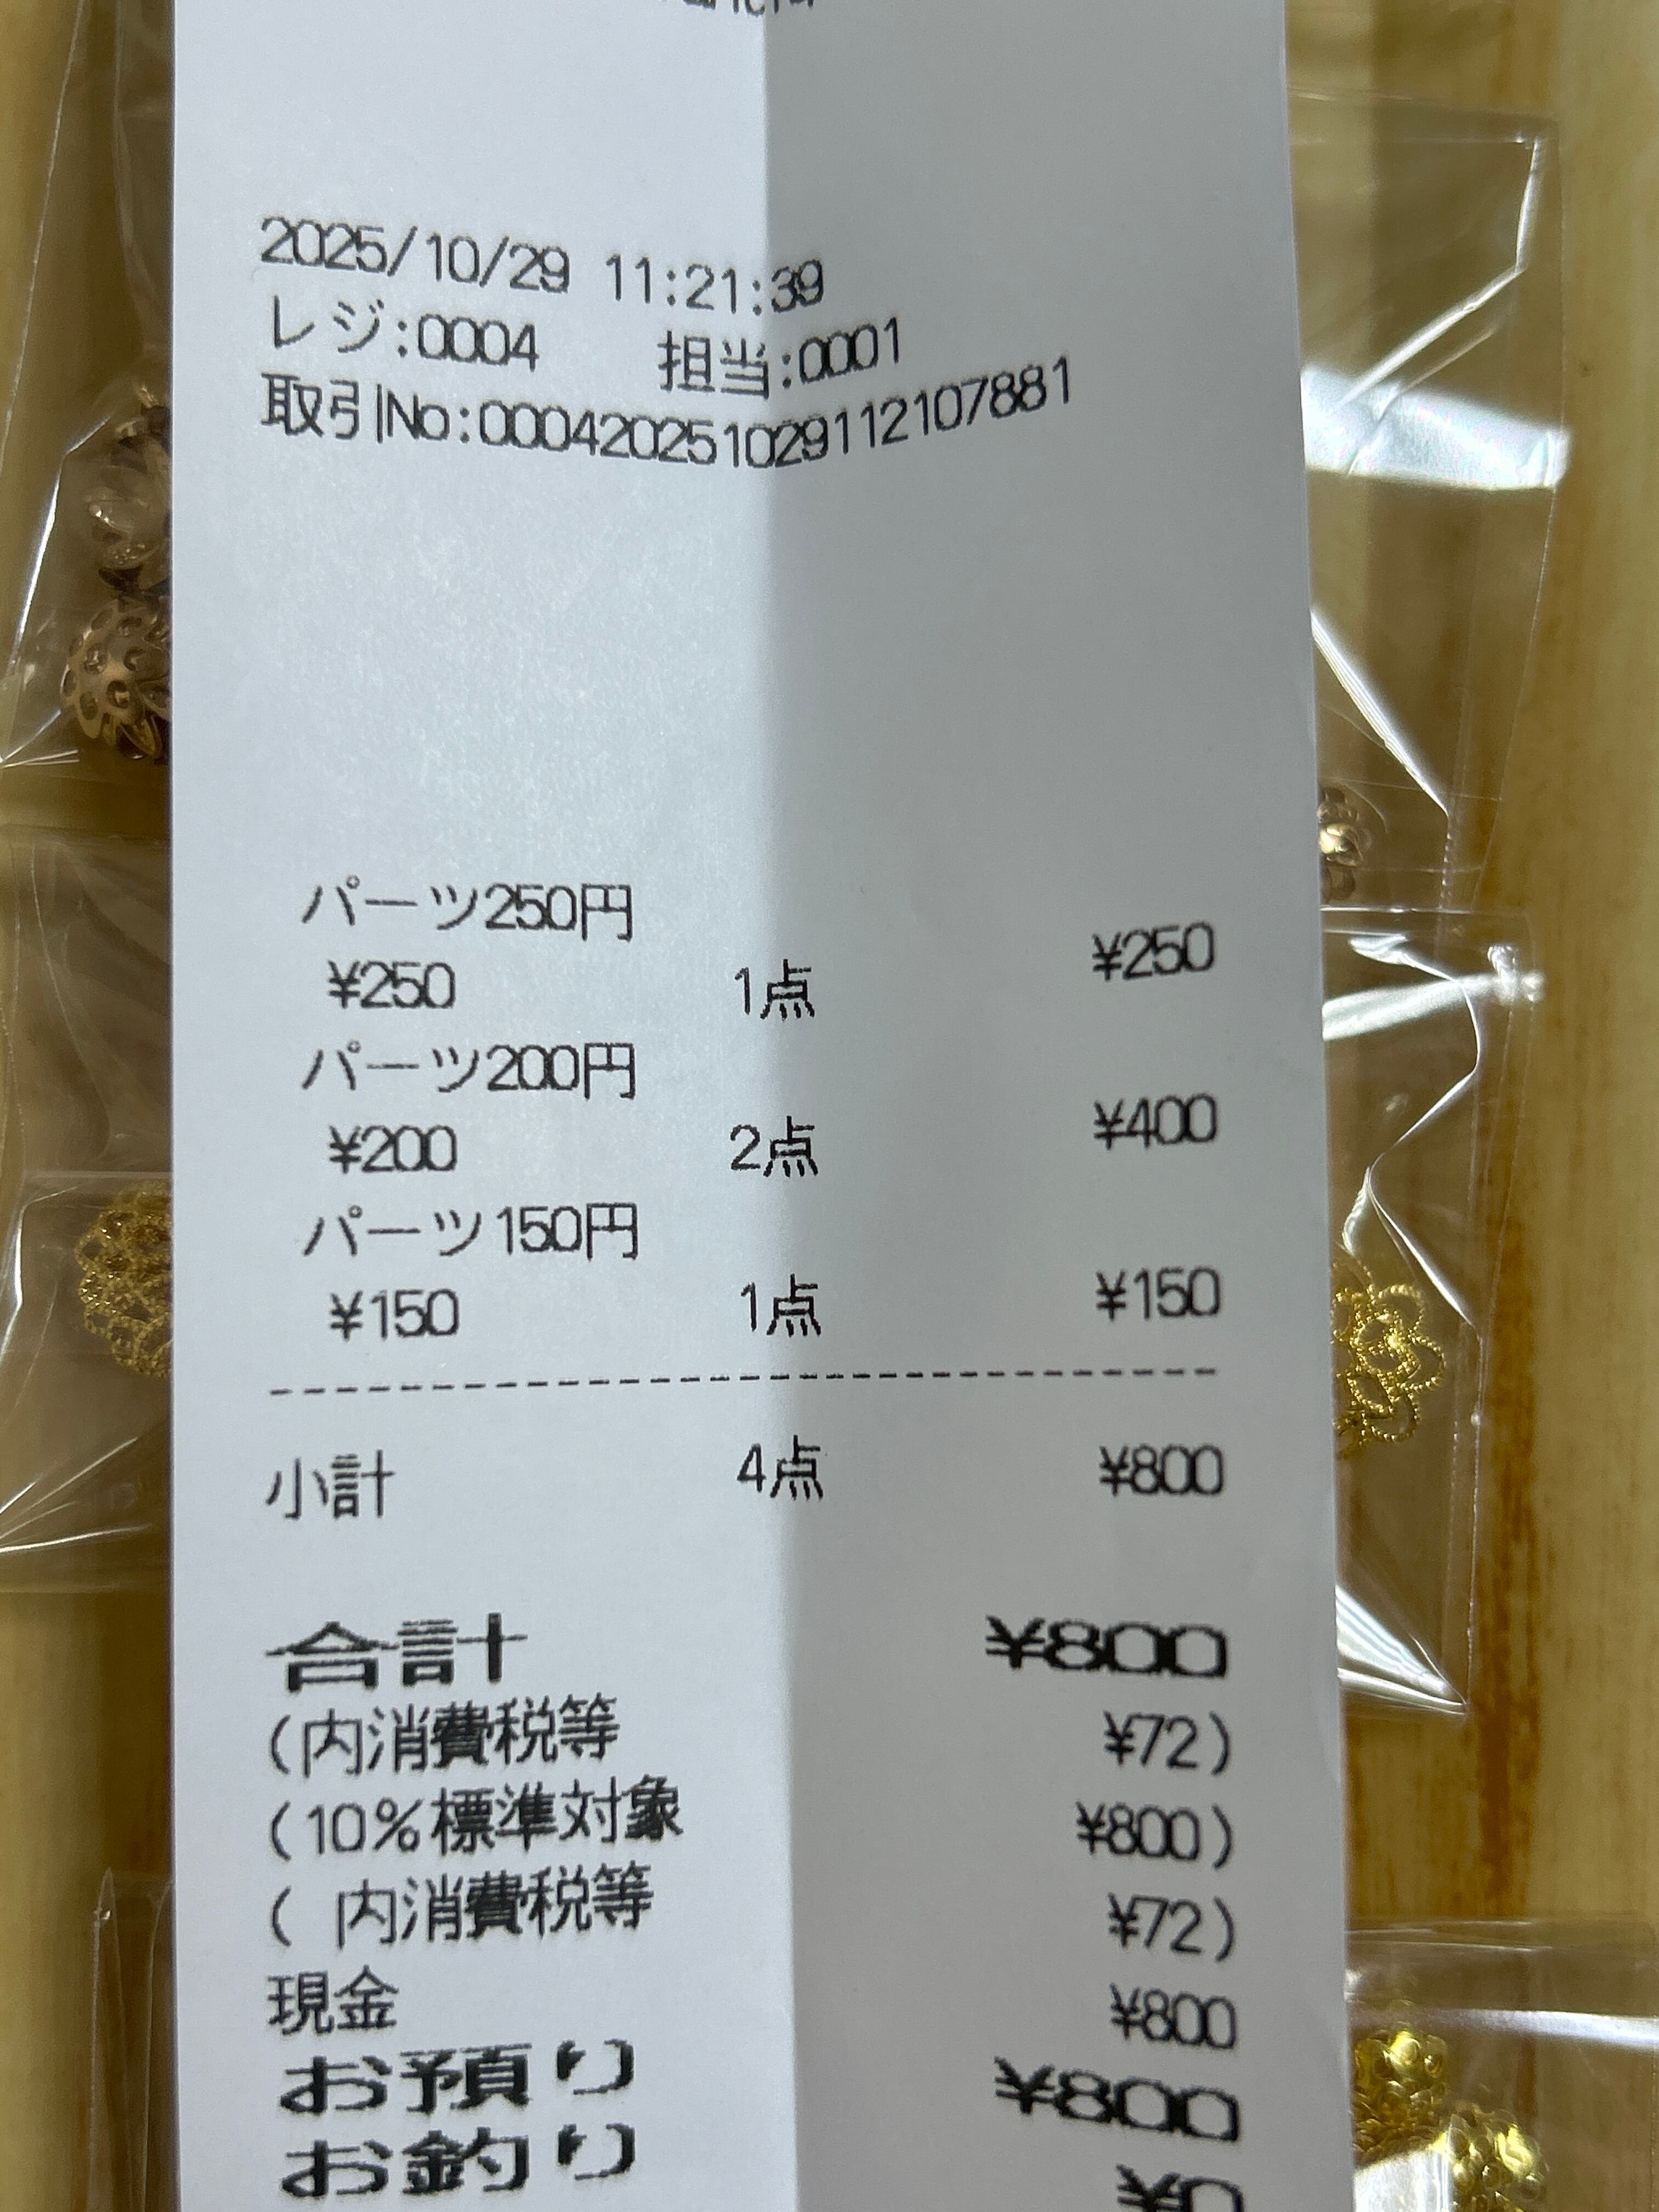 2025/10/29 11:21:39
レジ:0004 担当:0001
取引No:000420251029112107881
パーツ250円
¥250 1点 ¥250
パーツ200円
¥200 2点 ¥400
パーツ150円
¥150 1点 ¥150
小計 4点 ¥800
合計 ¥800
(内消費税等 ¥72)
(10%標準対象 ¥800)
( 内消費税等 ¥72)
現金 ¥800
お預り ¥800
お釣り ¥0